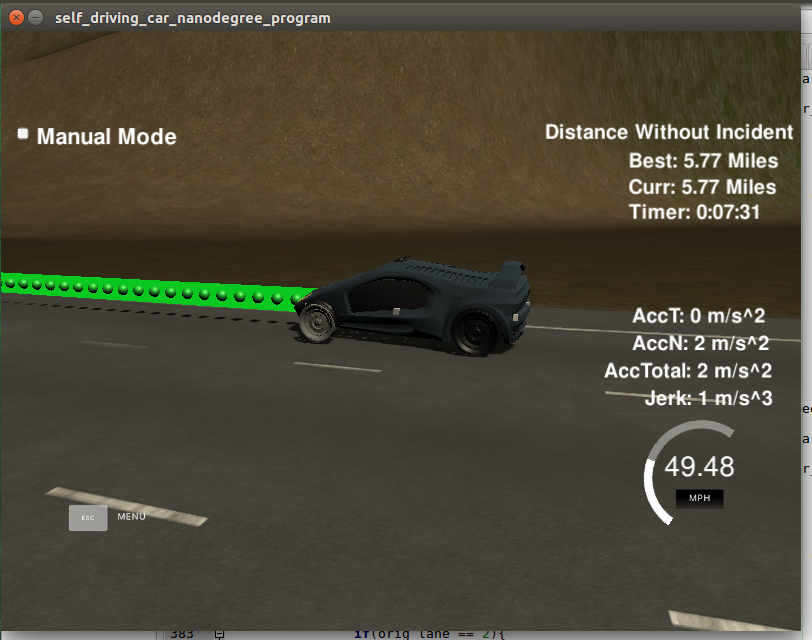 self_driving_car_nanodegree_program
Manual Mode
Distance Without Incident
Best: 5.77 Miles
Curr: 5.77 Miles
Timer: 0:07:31
AccT: 0 m/s^2
AccN: 2 m/s^2
AccTotal: 2 m/s^2
Jerk: 1 m/s^3
49.48
MPH
ESC MENU
383 if(orig_lane == 2){